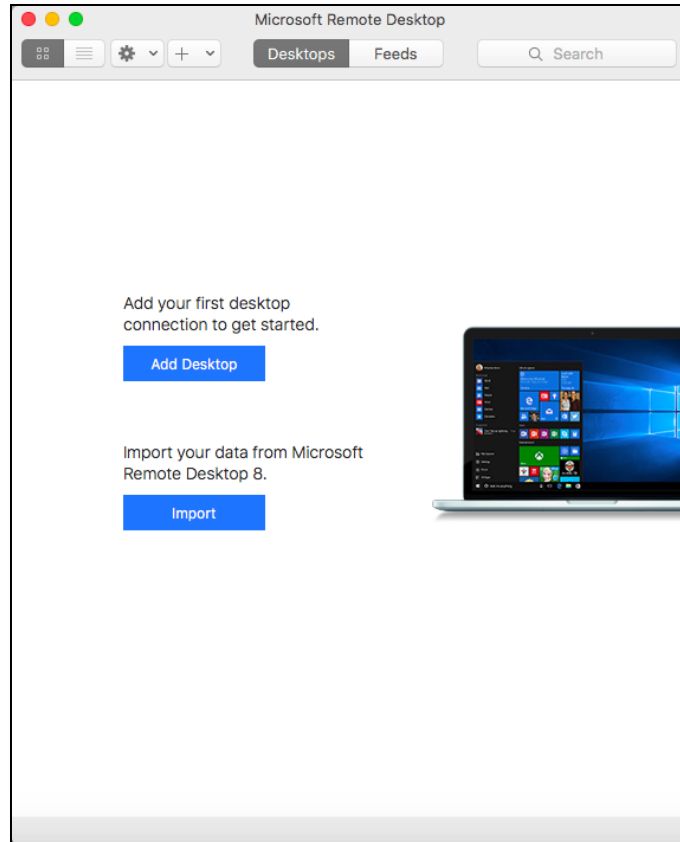 Microsoft Remote Desktop
Desktops
Feeds
Search
Add your first desktop
connection to get started.
Add Desktop
Import your data from Microsoft
Remote Desktop 8.
Import